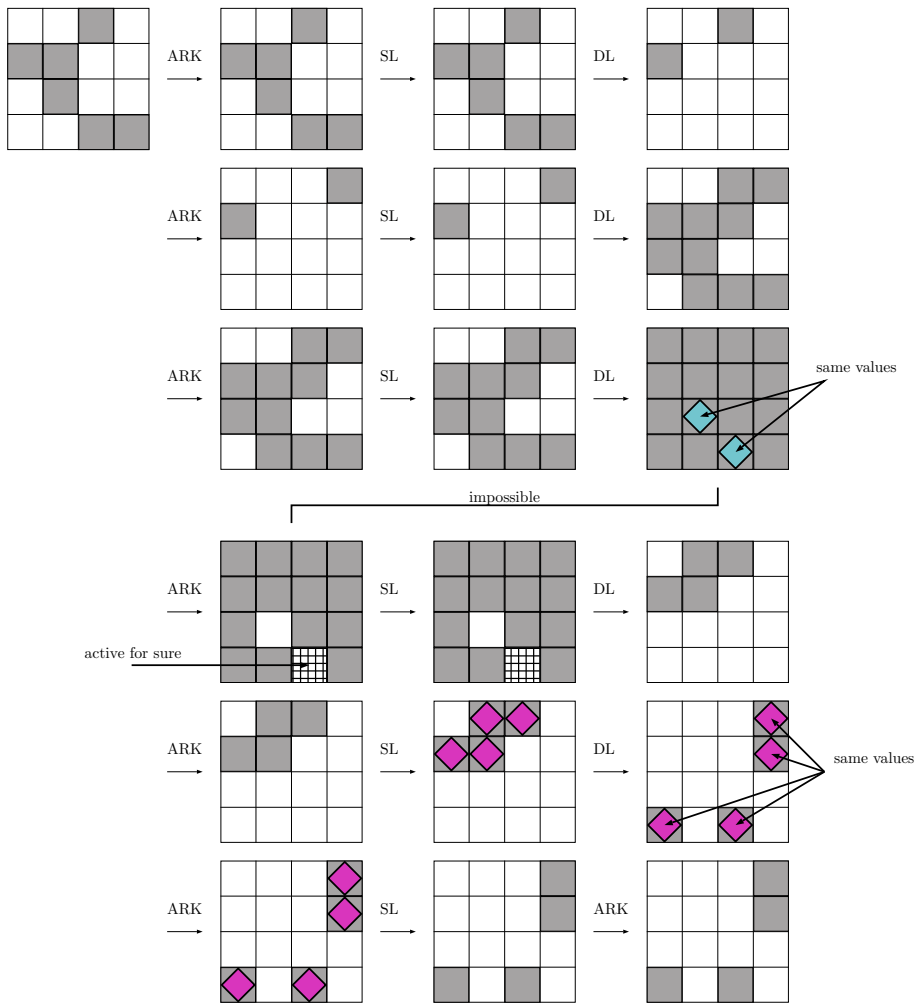 ARK SL DL
ARK SL DL
ARK SL DL
same values
impossible
ARK SL DL
active for sure
ARK SL DL
same values
ARK SL ARK